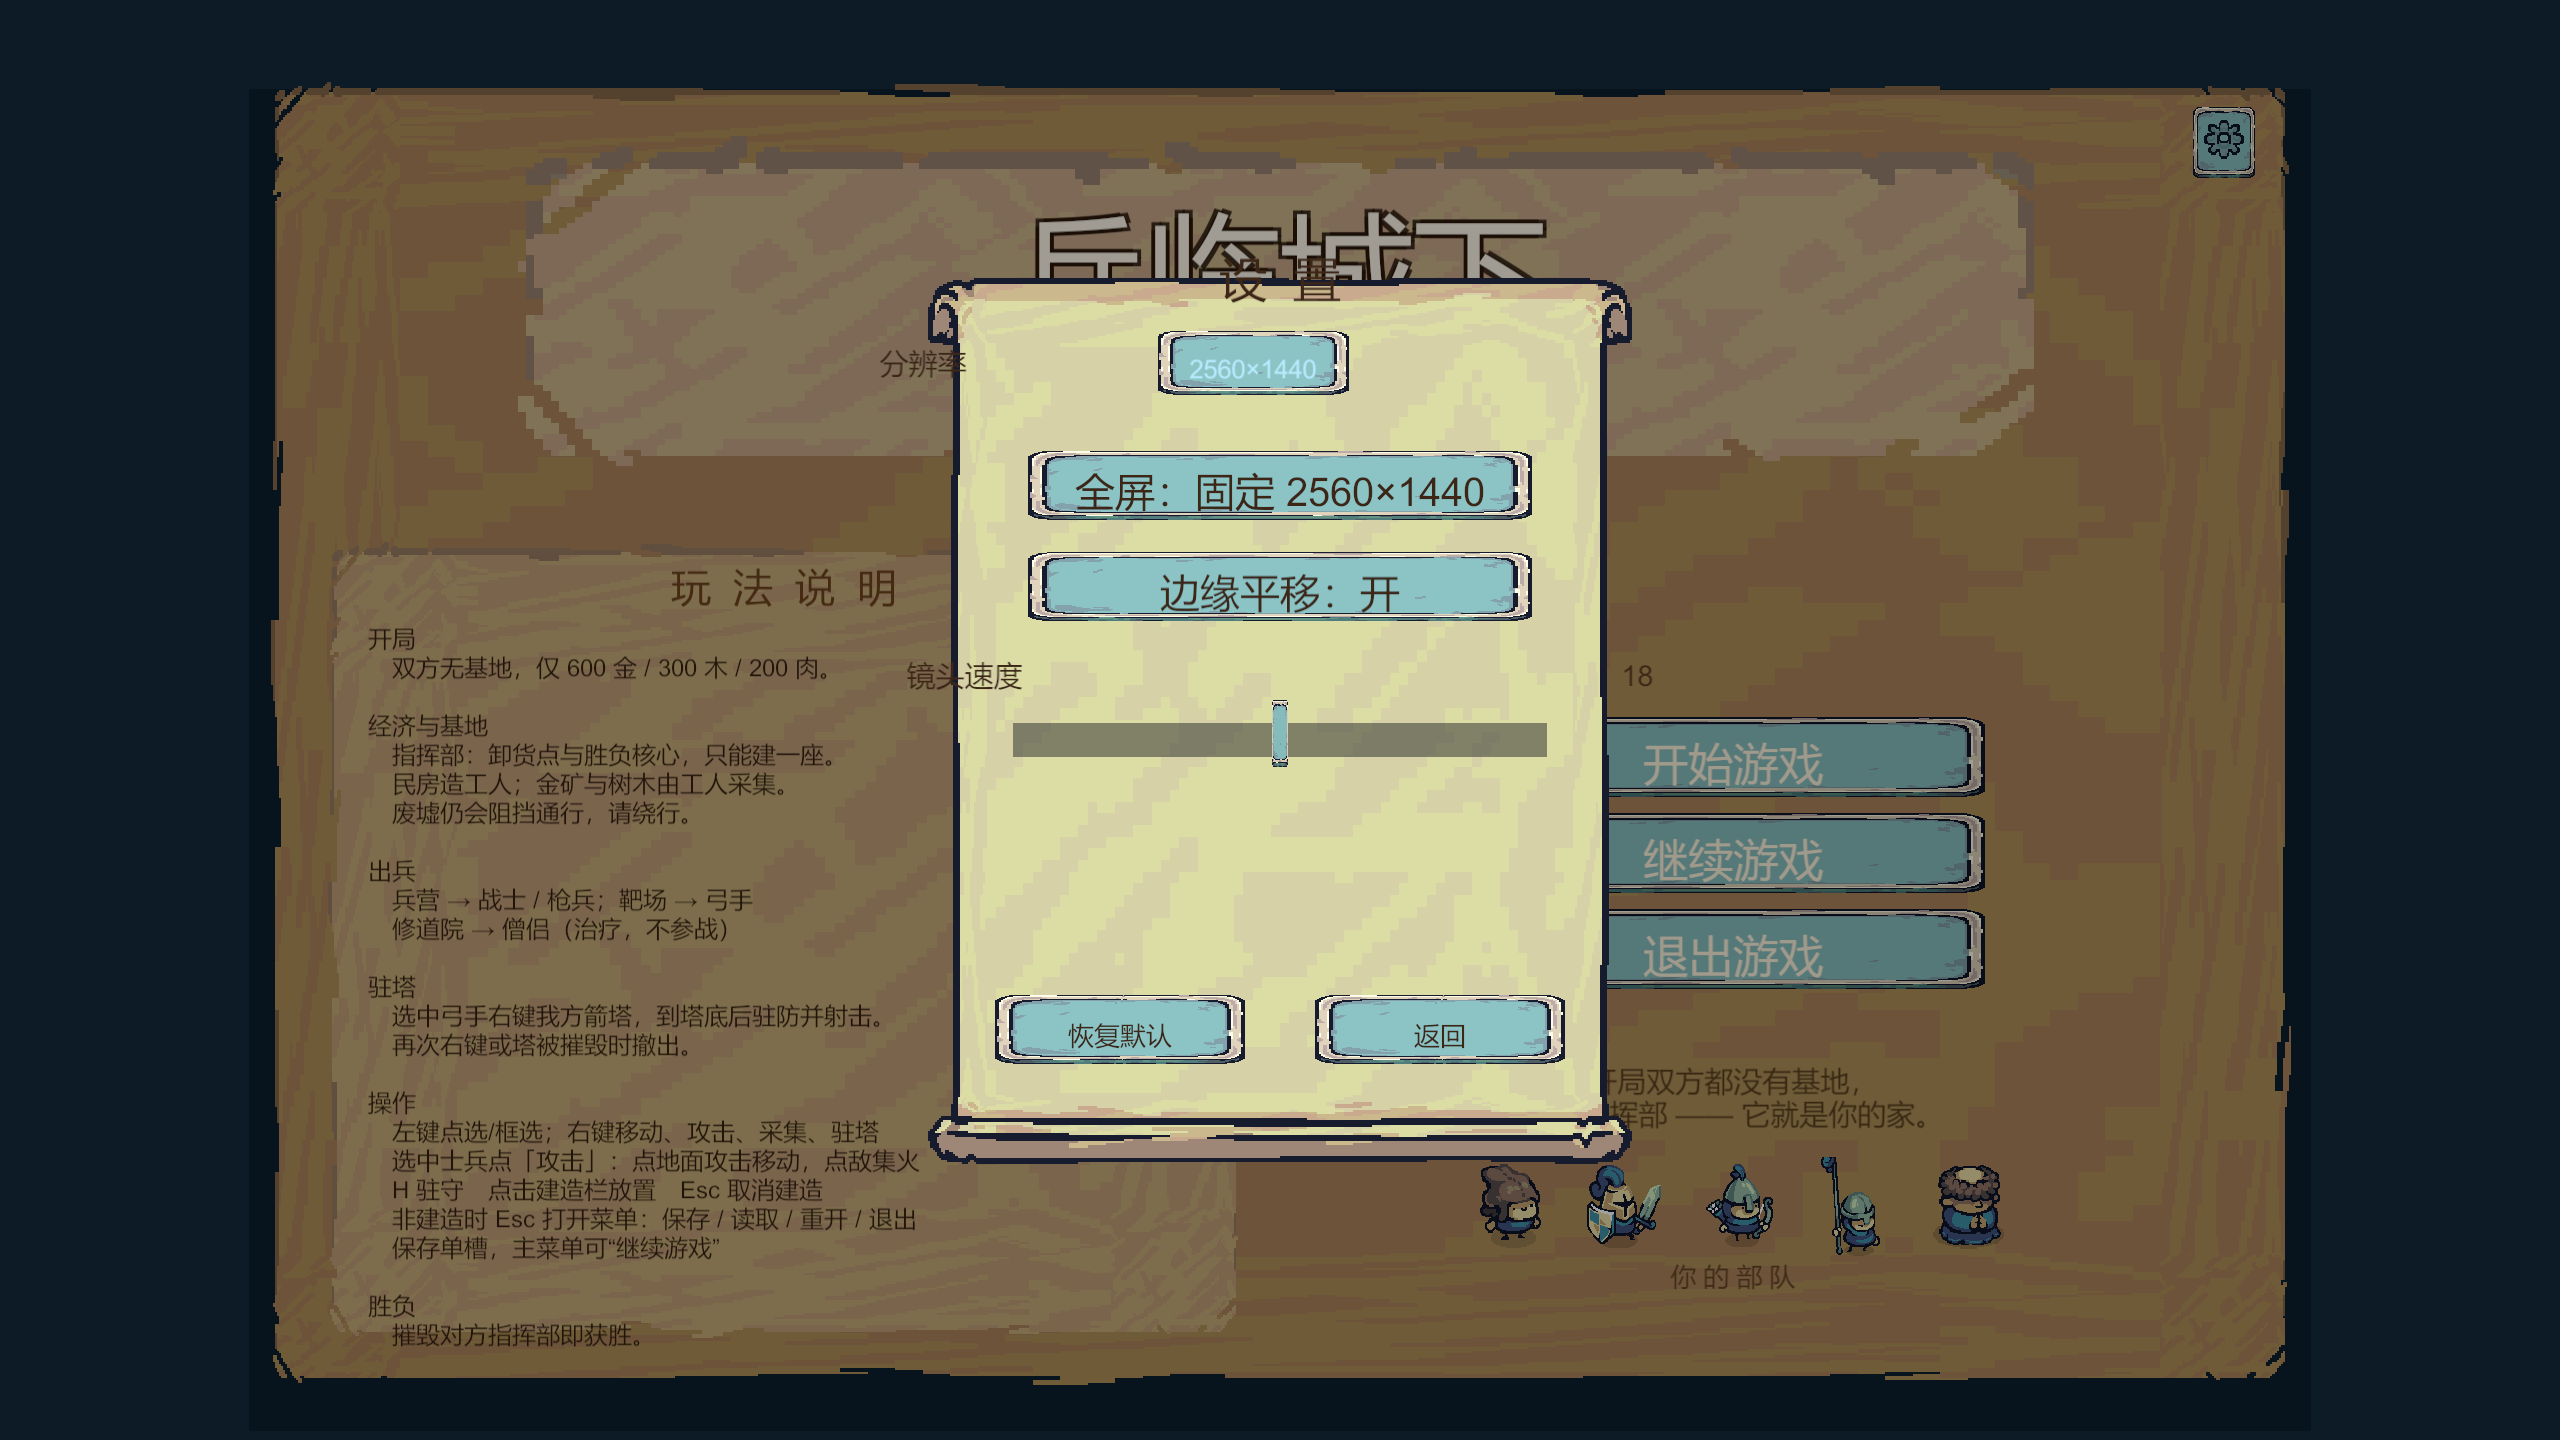 兵临城下
设 置
分辨率
2560×1440
全屏：固定 2560×1440
边缘平移：开
镜头速度
18
恢复默认
返回
玩 法 说 明
开局
双方无基地，仅 600 金 / 300 木 / 200 肉。
经济与基地
指挥部：卸货点与胜负核心，只能建一座。
民房造工人；金矿与树木由工人采集。
废墟仍会阻挡通行，请绕行。
出兵
兵营 → 战士 / 枪兵；靶场 → 弓手
修道院 → 僧侣（治疗，不参战）
驻塔
选中弓手右键我方箭塔，到塔底后驻防并射击。
再次右键或塔被摧毁时撤出。
操作
左键点选/框选；右键移动、攻击、采集、驻塔
选中士兵点「攻击」：点地面攻击移动，点敌集火
H 驻守　点击建造栏放置　Esc 取消建造
非建造时 Esc 打开菜单：保存 / 读取 / 重开 / 退出
保存单槽，主菜单可“继续游戏”
胜负
摧毁对方指挥部即获胜。
开始游戏
继续游戏
退出游戏
开局双方都没有基地，
挥部 —— 它就是你的家。
你 的 部 队